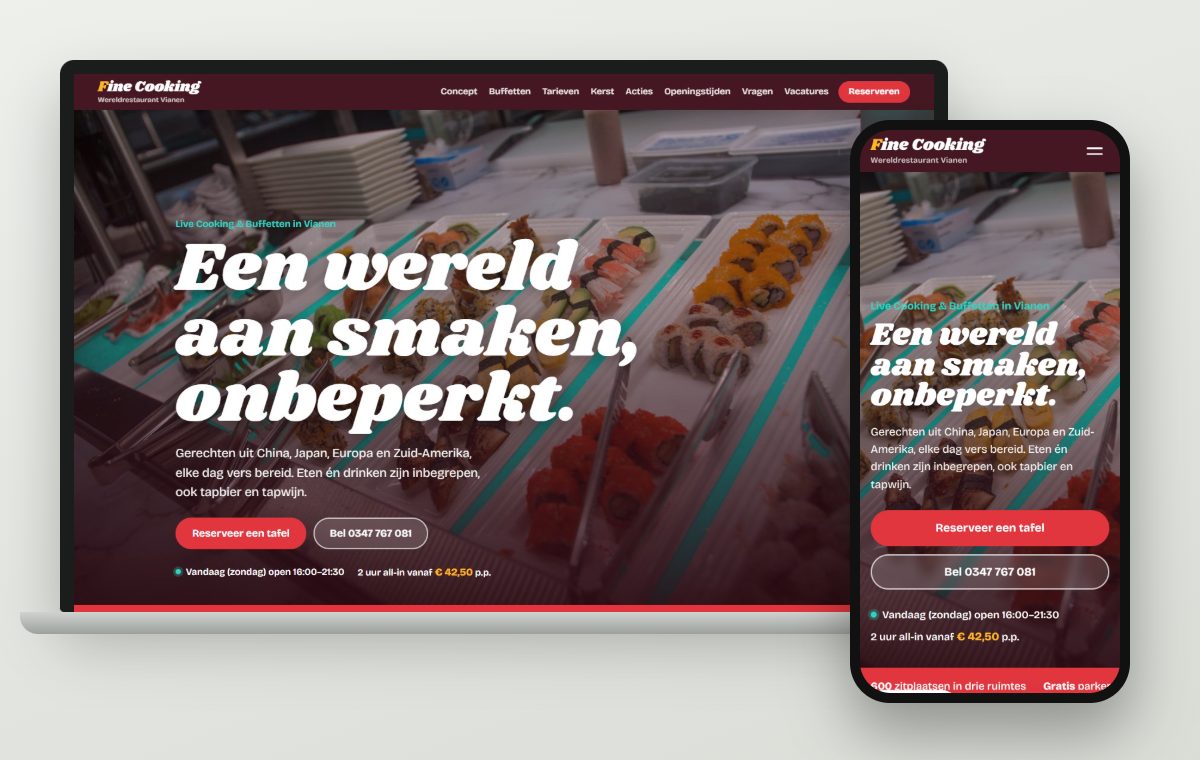 Fine Cooking
Wereldrestaurant Vianen
Concept Buffetten Tarieven Kerst Acties Openingstijden Vragen Vacatures Reserveren
Live Cooking & Buffetten in Vianen
Een wereld
aan smaken,
onbeperkt.
Gerechten uit China, Japan, Europa en Zuid-Amerika,
elke dag vers bereid. Eten én drinken zijn inbegrepen,
ook tapbier en tapwijn.
Reserveer een tafel Bel 0347 767 081
Vandaag (zondag) open 16:00–21:30 2 uur all-in vanaf € 42,50 p.p.
Fine Cooking
Wereldrestaurant Vianen
Live Cooking & Buffetten in Vianen
Een wereld
aan smaken,
onbeperkt.
Gerechten uit China, Japan, Europa en Zuid-
Amerika, elke dag vers bereid. Eten én
drinken zijn inbegrepen, ook tapbier en
tapwijn.
Reserveer een tafel
Bel 0347 767 081
Vandaag (zondag) open 16:00–21:30
2 uur all-in vanaf € 42,50 p.p.
600 zitplaatsen in drie ruimtes Gratis